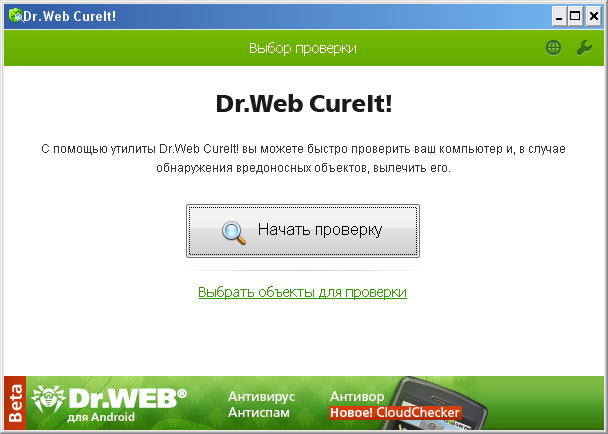 Dr.Web CureIt!
Выбор проверки
Dr.Web CureIt!
С помощью утилиты Dr.Web CureIt! вы можете быстро проверить ваш компьютер и, в случае
обнаружения вредоносных объектов, вылечить его.
Начать проверку
Выбрать объекты для проверки
Beta
Dr.WEB®
для Android
Антивирус
Антиспам
Антивор
Новое! CloudChecker